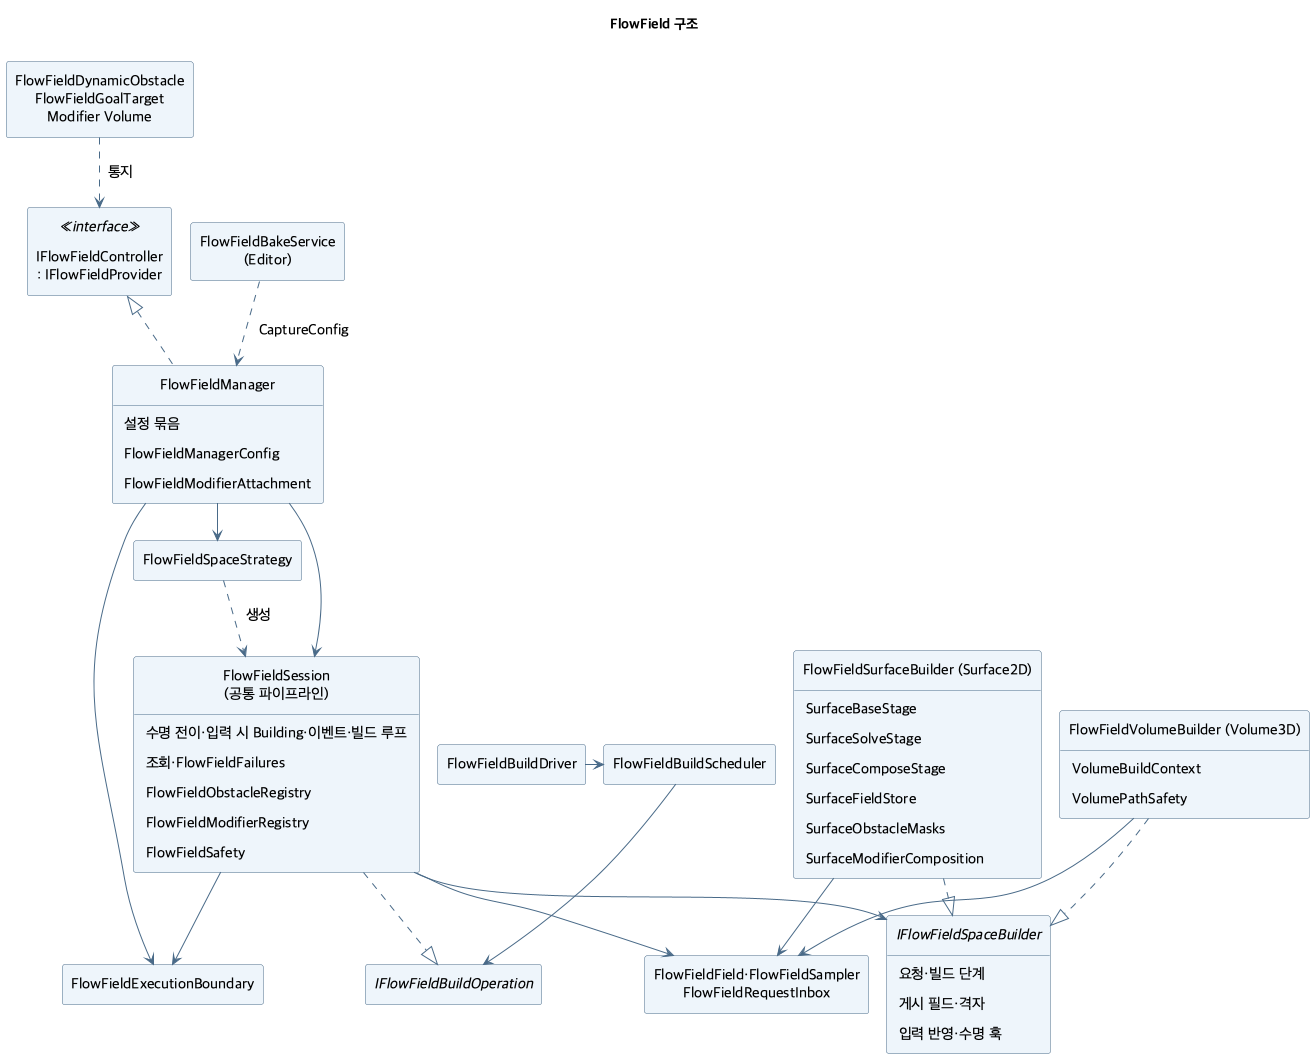 FlowField 구조
FlowFieldDynamicObstacle
FlowFieldGoalTarget
Modifier Volume
통지
≪interface≫
IFlowFieldController
: IFlowFieldProvider
FlowFieldBakeService
(Editor)
CaptureConfig
FlowFieldManager
설정 묶음
FlowFieldManagerConfig
FlowFieldModifierAttachment
FlowFieldSpaceStrategy
생성
FlowFieldSession
(공통 파이프라인)
수명 전이·입력 시 Building·이벤트·빌드 루프
조회·FlowFieldFailures
FlowFieldObstacleRegistry
FlowFieldModifierRegistry
FlowFieldSafety
FlowFieldBuildDriver
FlowFieldBuildScheduler
FlowFieldSurfaceBuilder (Surface2D)
SurfaceBaseStage
SurfaceSolveStage
SurfaceComposeStage
SurfaceFieldStore
SurfaceObstacleMasks
SurfaceModifierComposition
FlowFieldVolumeBuilder (Volume3D)
VolumeBuildContext
VolumePathSafety
FlowFieldExecutionBoundary
IFlowFieldBuildOperation
FlowFieldField·FlowFieldSampler
FlowFieldRequestInbox
IFlowFieldSpaceBuilder
요청·빌드 단계
게시 필드·격자
입력 반영·수명 훅